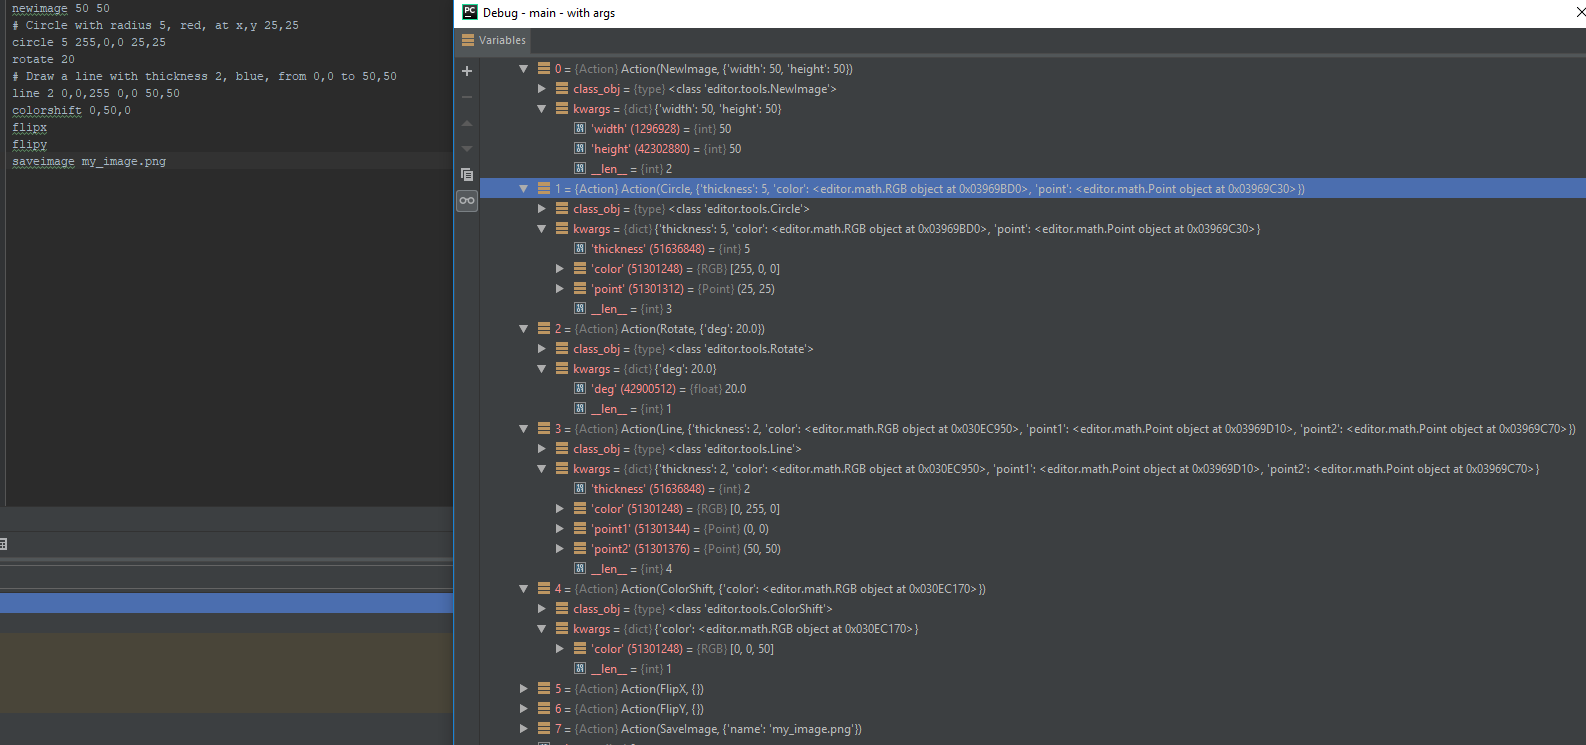 newimage 50 50
# Circle with radius 5, red, at x,y 25,25
circle 5 255,0,0 25,25
rotate 20
# Draw a line with thickness 2, blue, from 0,0 to 50,50
line 2 0,0,255 0,0 50,50
colorshift 0,50,0
flipx
flipy
saveimage my_image.png
Debug - main - with args
Variables
0 = {Action} Action(NewImage, {'width': 50, 'height': 50})
class_obj = {type} <class 'editor.tools.NewImage'>
kwargs = {dict} {'width': 50, 'height': 50}
'width' (1296928) = {int} 50
'height' (42302880) = {int} 50
__len__ = {int} 2
1 = {Action} Action(Circle, {'thickness': 5, 'color': <editor.math.RGB object at 0x03969BD0>, 'point': <editor.math.Point object at 0x03969C30>})
class_obj = {type} <class 'editor.tools.Circle'>
kwargs = {dict} {'thickness': 5, 'color': <editor.math.RGB object at 0x03969BD0>, 'point': <editor.math.Point object at 0x03969C30>}
'thickness' (51636848) = {int} 5
'color' (51301248) = {RGB} [255, 0, 0]
'point' (51301312) = {Point} (25, 25)
__len__ = {int} 3
2 = {Action} Action(Rotate, {'deg': 20.0})
class_obj = {type} <class 'editor.tools.Rotate'>
kwargs = {dict} {'deg': 20.0}
'deg' (42900512) = {float} 20.0
__len__ = {int} 1
3 = {Action} Action(Line, {'thickness': 2, 'color': <editor.math.RGB object at 0x030EC950>, 'point1': <editor.math.Point object at 0x03969D10>, 'point2': <editor.math.Point object at 0x03969C70>})
class_obj = {type} <class 'editor.tools.Line'>
kwargs = {dict} {'thickness': 2, 'color': <editor.math.RGB object at 0x030EC950>, 'point1': <editor.math.Point object at 0x03969D10>, 'point2': <editor.math.Point object at 0x03969C70>}
'thickness' (51636848) = {int} 2
'color' (51301248) = {RGB} [0, 255, 0]
'point1' (51301344) = {Point} (0, 0)
'point2' (51301376) = {Point} (50, 50)
__len__ = {int} 4
4 = {Action} Action(ColorShift, {'color': <editor.math.RGB object at 0x030EC170>})
class_obj = {type} <class 'editor.tools.ColorShift'>
kwargs = {dict} {'color': <editor.math.RGB object at 0x030EC170>}
'color' (51301248) = {RGB} [0, 0, 50]
__len__ = {int} 1
5 = {Action} Action(FlipX, {})
6 = {Action} Action(FlipY, {})
7 = {Action} Action(SaveImage, {'name': 'my_image.png'})